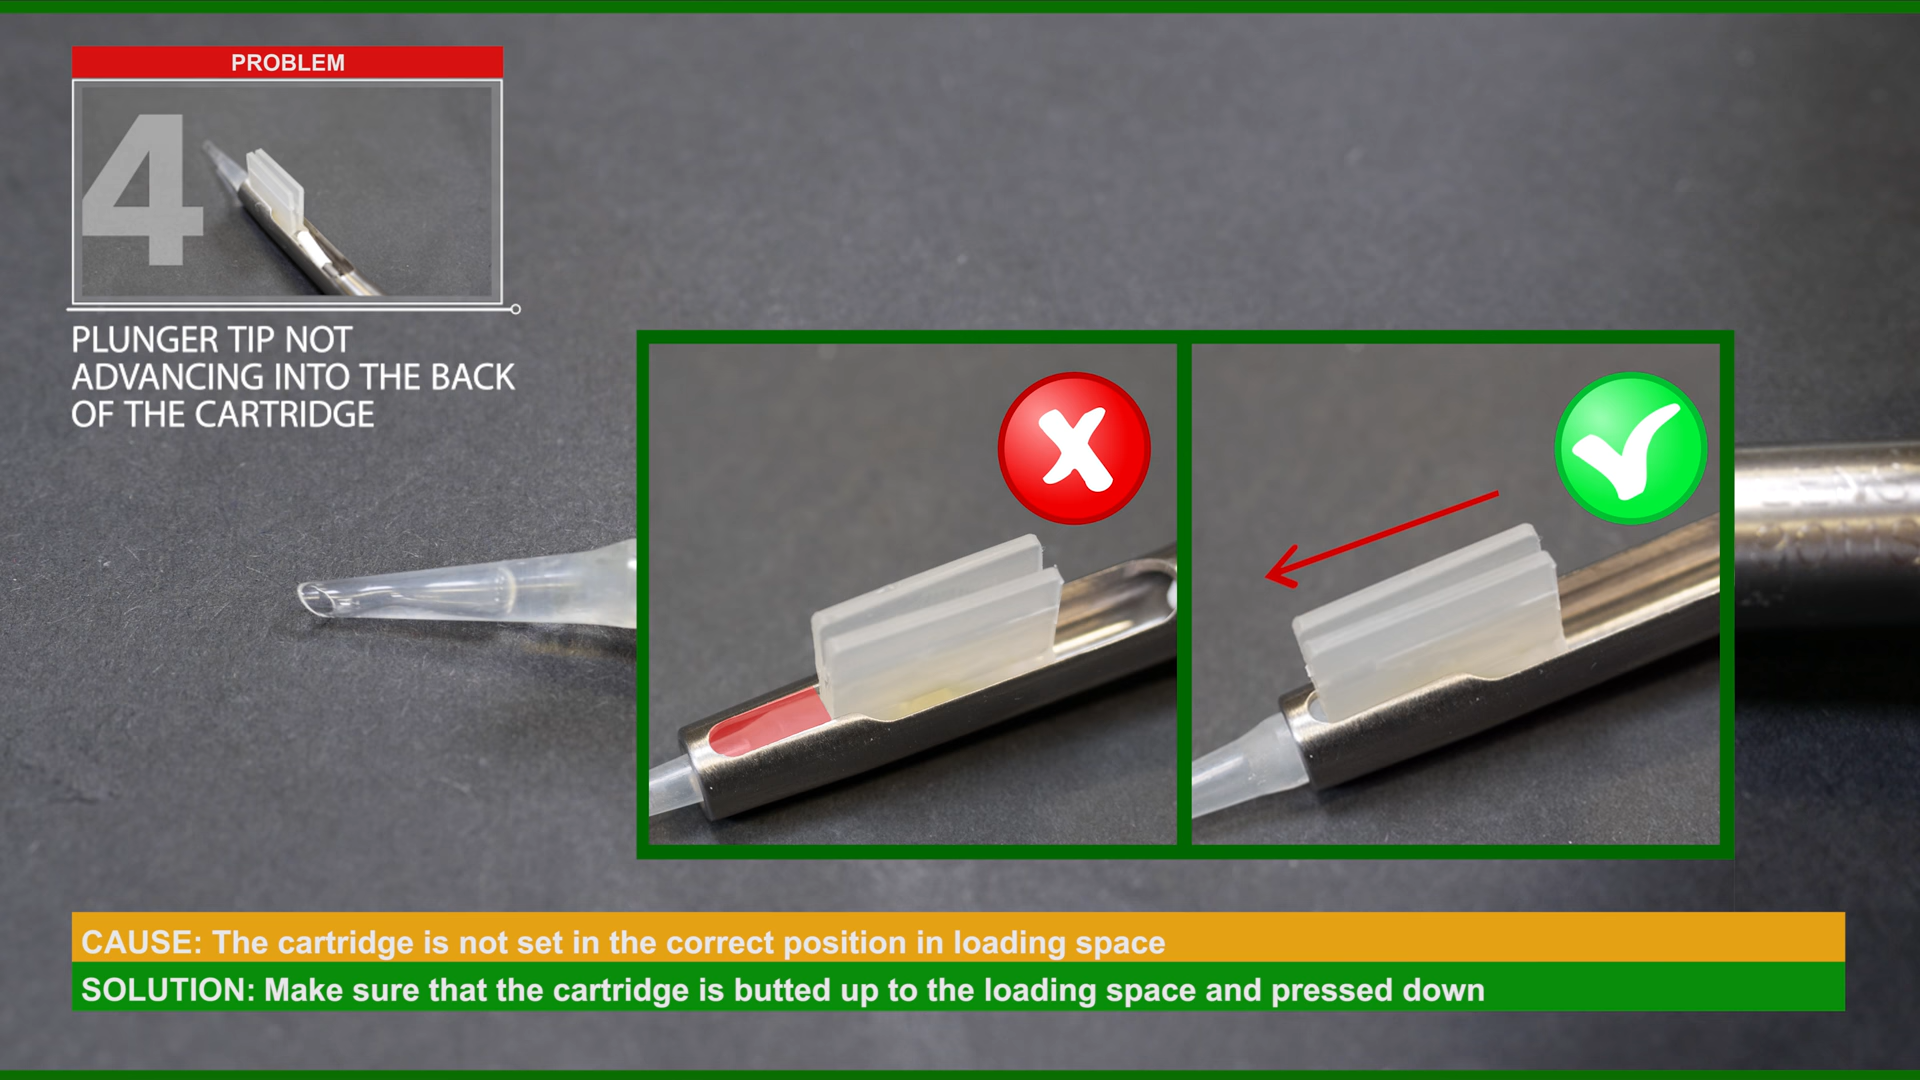 PROBLEM
4
PLUNGER TIP NOT
ADVANCING INTO THE BACK
OF THE CARTRIDGE
CAUSE: The cartridge is not set in the correct position in loading space
SOLUTION: Make sure that the cartridge is butted up to the loading space and pressed down